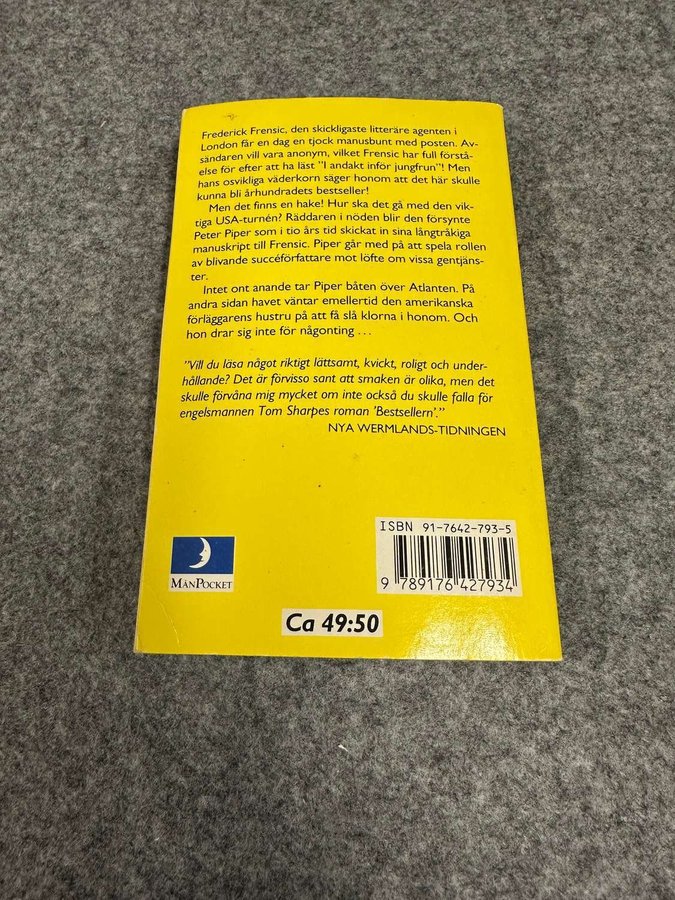 Frederick Frensic, den skickligaste litteräre agenten i
London får en dag en tjock manusbunt med posten. Av-
sändaren vill vara anonym, vilket Frensic har full förstå-
else för efter att ha läst "I andakt inför jungfrun"! Men
hans osvikliga väderkorn säger honom att det här skulle
kunna bli århundradets bestseller!
Men det finns en hake! Hur ska det gå med den vik-
tiga USA-turnén? Räddaren i nöden blir den försynte
Peter Piper som i tio års tid skickat in sina långtråkiga
manuskript till Frensic. Piper går med på att spela rollen
av blivande succéförfattare mot löfte om vissa gentjäns-
ter.
Intet ont anande tar Piper båten över Atlanten. På
andra sidan havet väntar emellertid den amerikanska
förläggarens hustru på att få slå klorna i honom. Och
hon drar sig inte för någonting ...
"Vill du läsa något riktigt lättsamt, kvickt, roligt och under-
hållande? Det är förvisso sant att smaken är olika, men det
skulle förvåna mig mycket om inte också du skulle falla för
engelsmannen Tom Sharpes roman 'Bestsellern'."
NYA WERMLANDS-TIDNINGEN
ISBN 91-7642-793-5
9 789176 427934
MÅNPOCKET
Ca 49:50